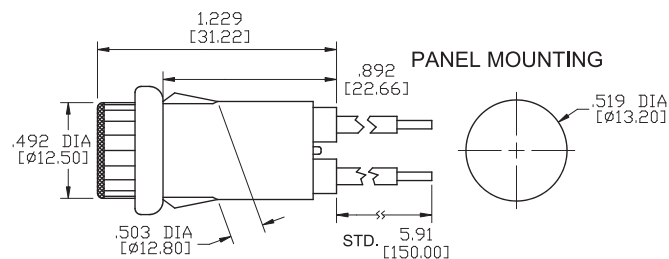 1.229
[31.22]
.892
[22.66]
PANEL MOUNTING
.519 DIA
[ø13.20]
.492 DIA
[ø12.50]
.503 DIA
[ø12.80]
STD. 5.91
[150.00]